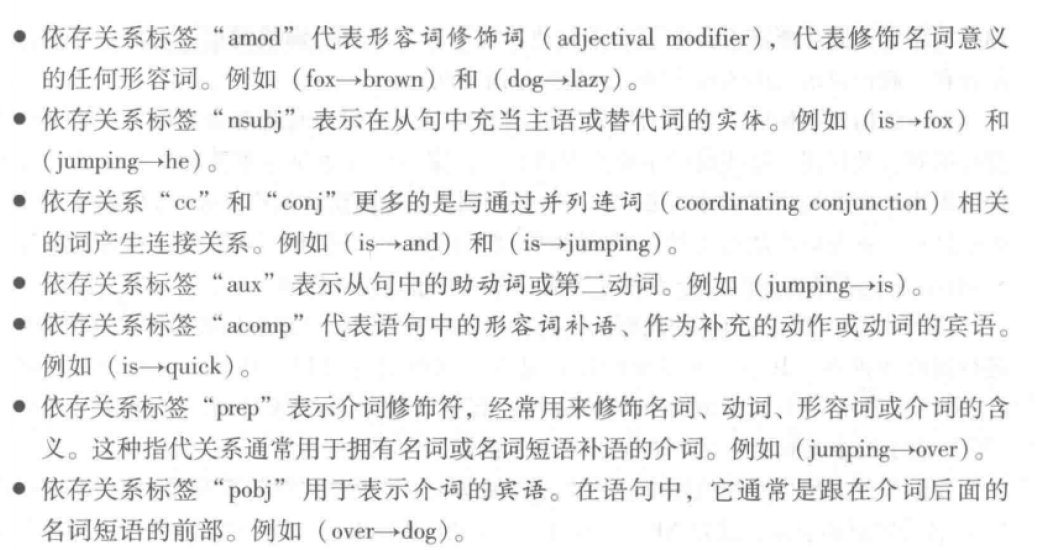 ● 依存关系标签“amod”代表形容词修饰词（adjectival modifier），代表修饰名词意义
的任何形容词。例如（fox→brown）和（dog→lazy）。
● 依存关系标签“nsubj”表示在从句中充当主语或替代词的实体。例如（is→fox）和
（jumping→he）。
● 依存关系“cc”和“conj”更多的是与通过并列连词（coordinating conjunction）相关
的词产生连接关系。例如（is→and）和（is→jumping）。
● 依存关系标签“aux”表示从句中的助动词或第二动词。例如（jumping→is）。
● 依存关系标签“acomp”代表语句中的形容词补语、作为补充的动作或动词的宾语。
例如（is→quick）。
● 依存关系标签“prep”表示介词修饰符，经常用来修饰名词、动词、形容词或介词的含
义。这种指代关系通常用于拥有名词或名词短语补语的介词。例如（jumping→over）。
● 依存关系标签“pobj”用于表示介词的宾语。在语句中，它通常是跟在介词后面的
名词短语的前部。例如（over→dog）。